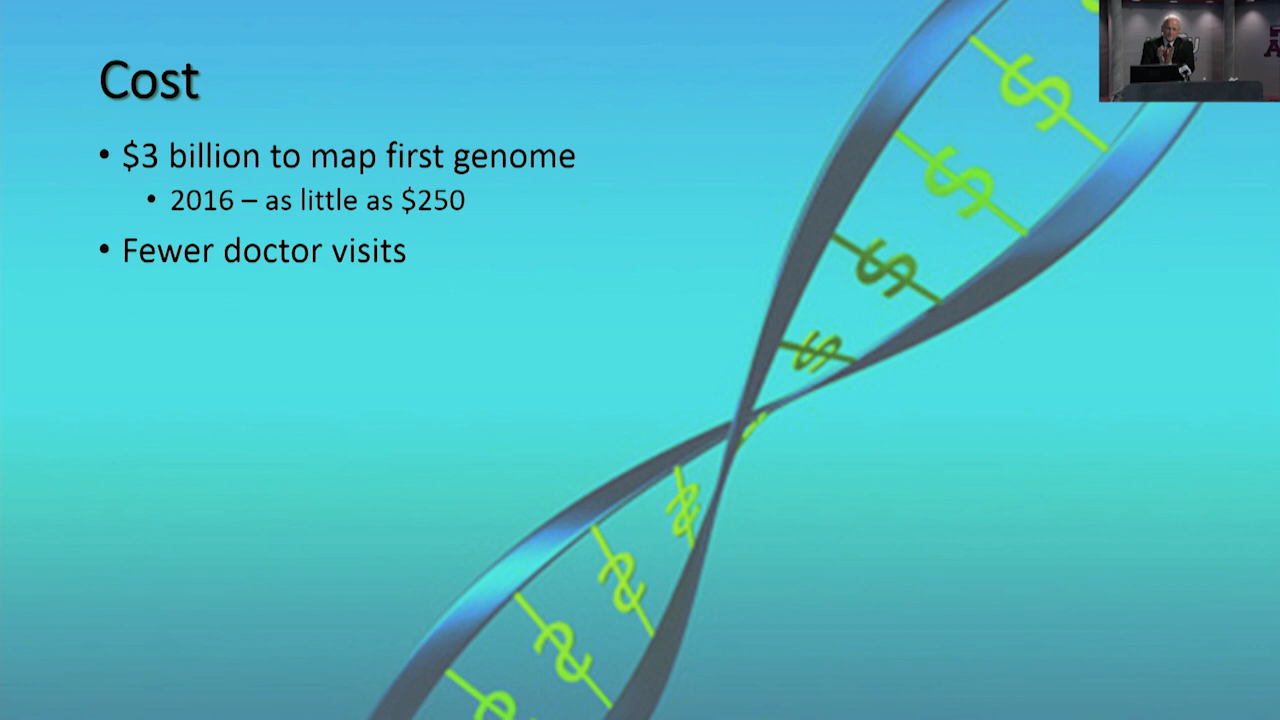 Cost
• $3 billion to map first genome
• 2016 – as little as $250
• Fewer doctor visits
$
$
$
$
$
$
$
$